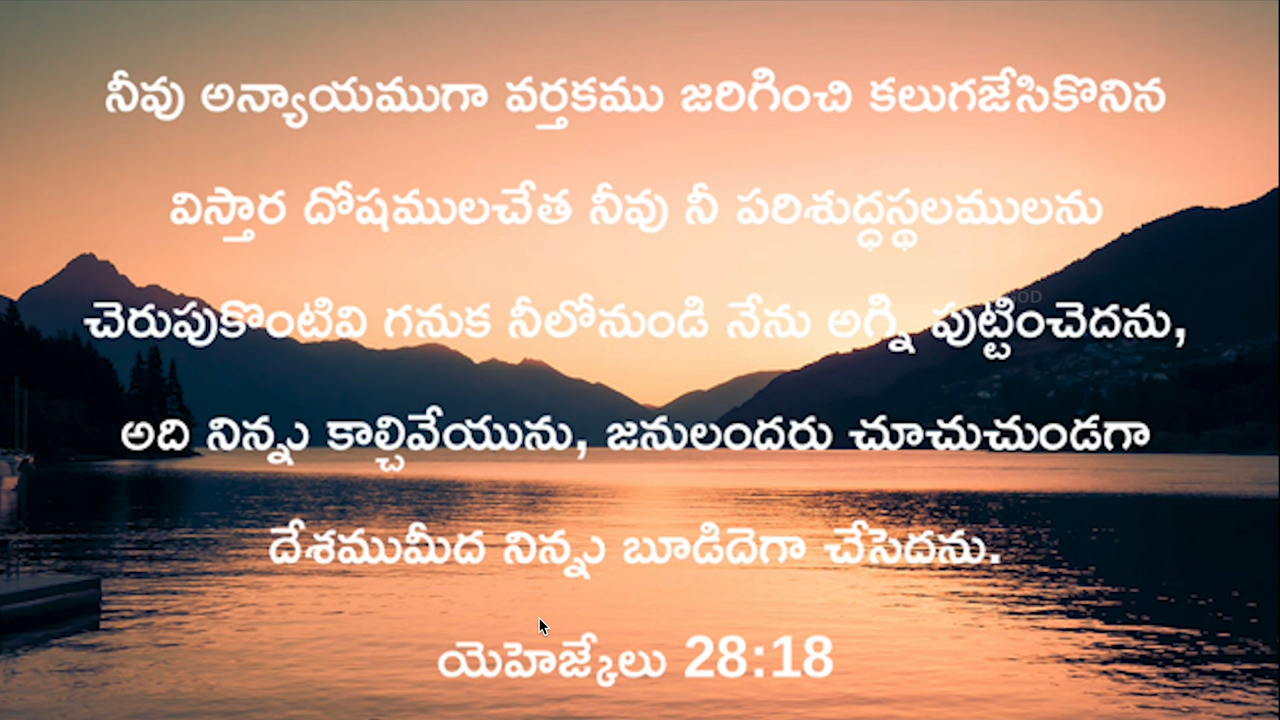 నీవు అన్యాయముగా వర్తకము జరిగించి కలుగజేసికొనిన
విస్తార దోషములచేత నీవు నీ పరిశుద్ధస్థలములను
చెరుపుకొంటివి గనుక నీలోనుండి నేను అగ్ని పుట్టించెదను,
అది నిన్ను కాల్చివేయును, జనులందరు చూచుచుండగా
దేశముమీద నిన్ను బూడిదెగా చేసెదను.
యెహెజ్కేలు 28:18